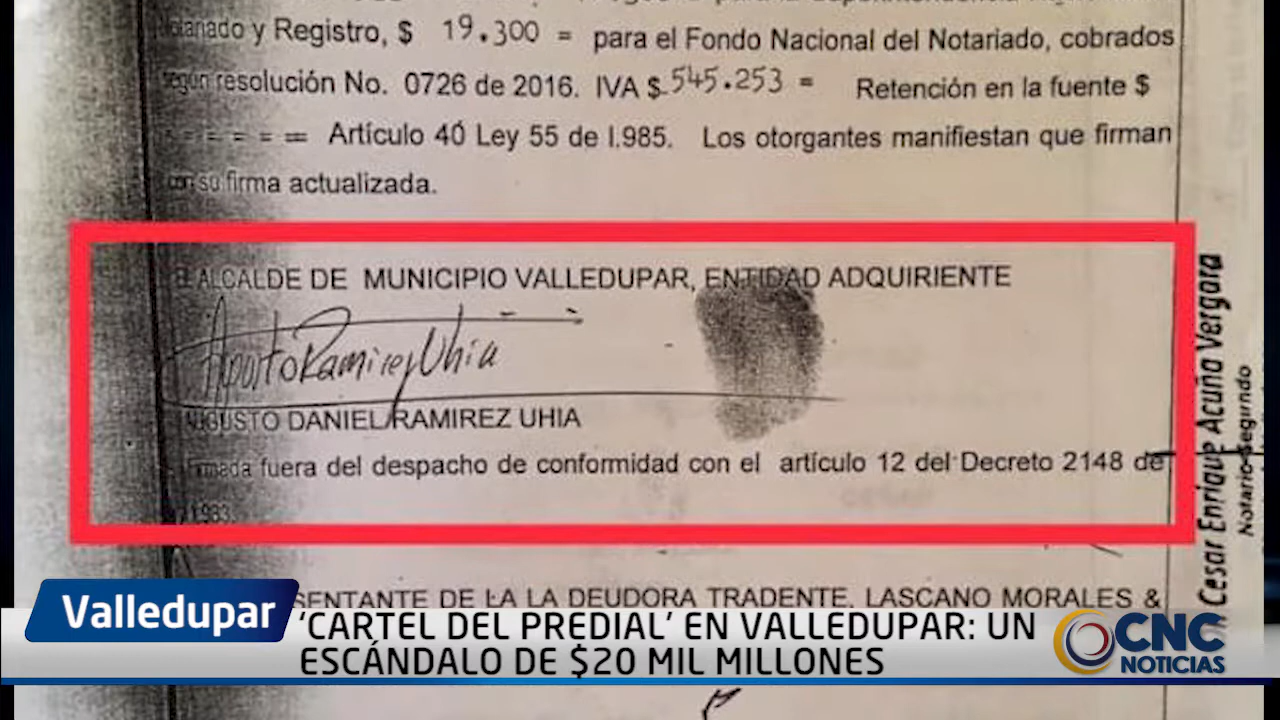 Notariado y Registro, $ 19.300 = para el Fondo Nacional del Notariado, cobrados
según resolución No. 0726 de 2016. IVA $ 545.253 = Retención en la fuente $
= = = = = Artículo 40 Ley 55 de I.985. Los otorgantes manifiestan que firman
con su firma actualizada.
EL ALCALDE DE MUNICIPIO VALLEDUPAR, ENTIDAD ADQUIRIENTE
Augusto Ramirez Uhia
AUGUSTO DANIEL RAMIREZ UHIA
Firmada fuera del despacho de conformidad con el artículo 12 del Decreto 2148 de
1983.
SENTANTE DE LA LA DEUDORA TRADENTE, LASCANO MORALES &
Cesar Enrique Acuña Vergara
Notario Segundo
Valledupar
'CARTEL DEL PREDIAL' EN VALLEDUPAR: UN
ESCÁNDALO DE $20 MIL MILLONES
CNC
NOTICIAS